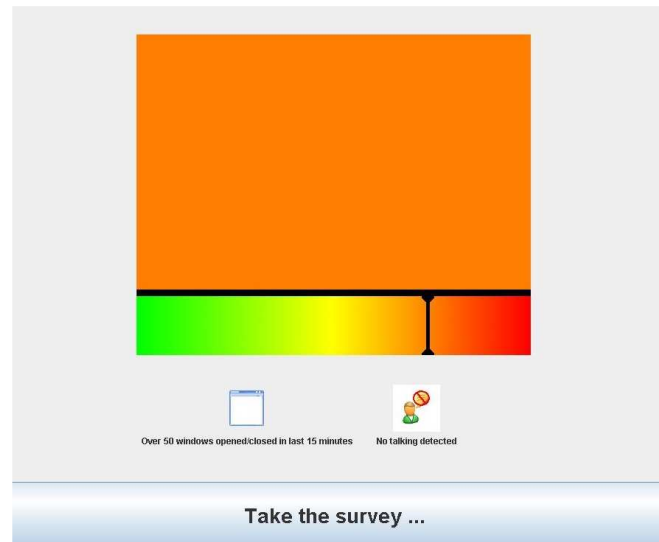 Over 50 windows opened/closed in last 15 minutes
No talking detected
Take the survey ...